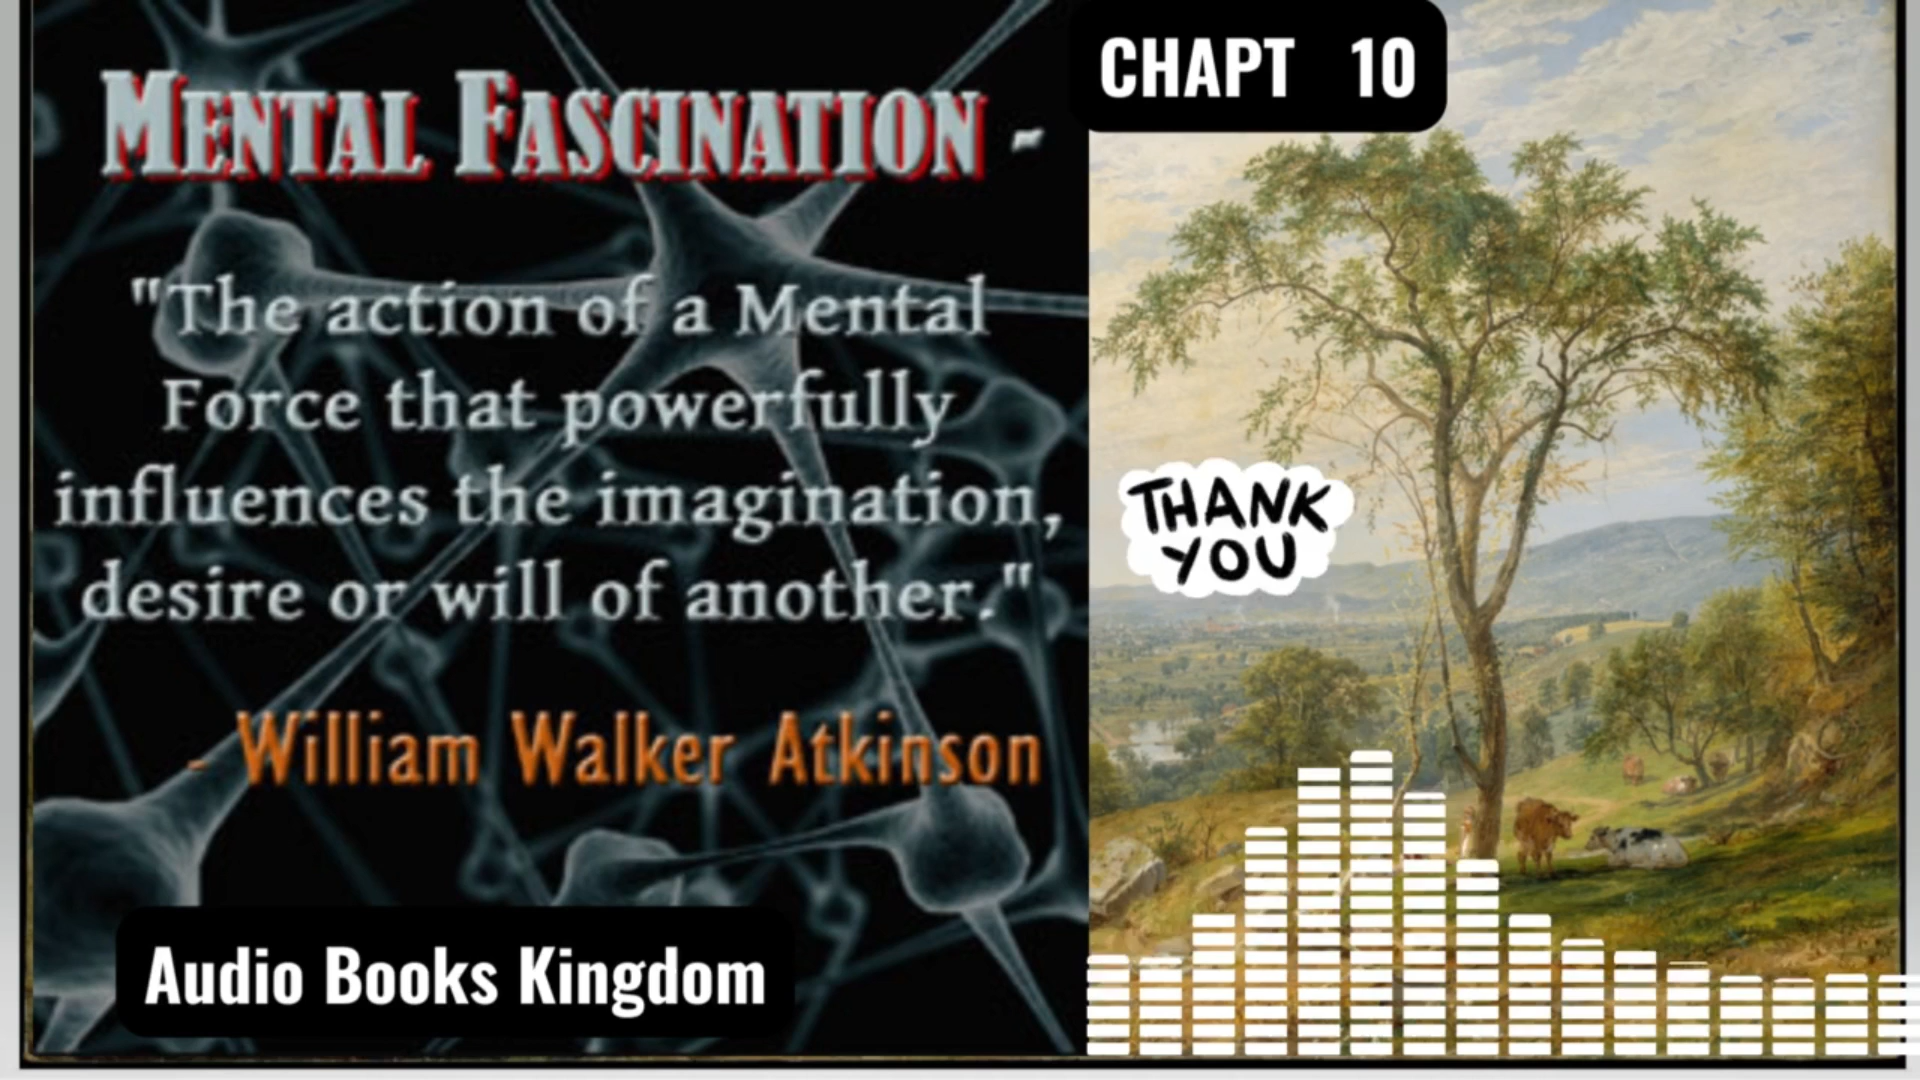 MENTAL FASCINATION -
"The action of a Mental
Force that powerfully
influences the imagination,
desire or will of another."
- William Walker Atkinson
Audio Books Kingdom
CHAPT 10
THANK
YOU